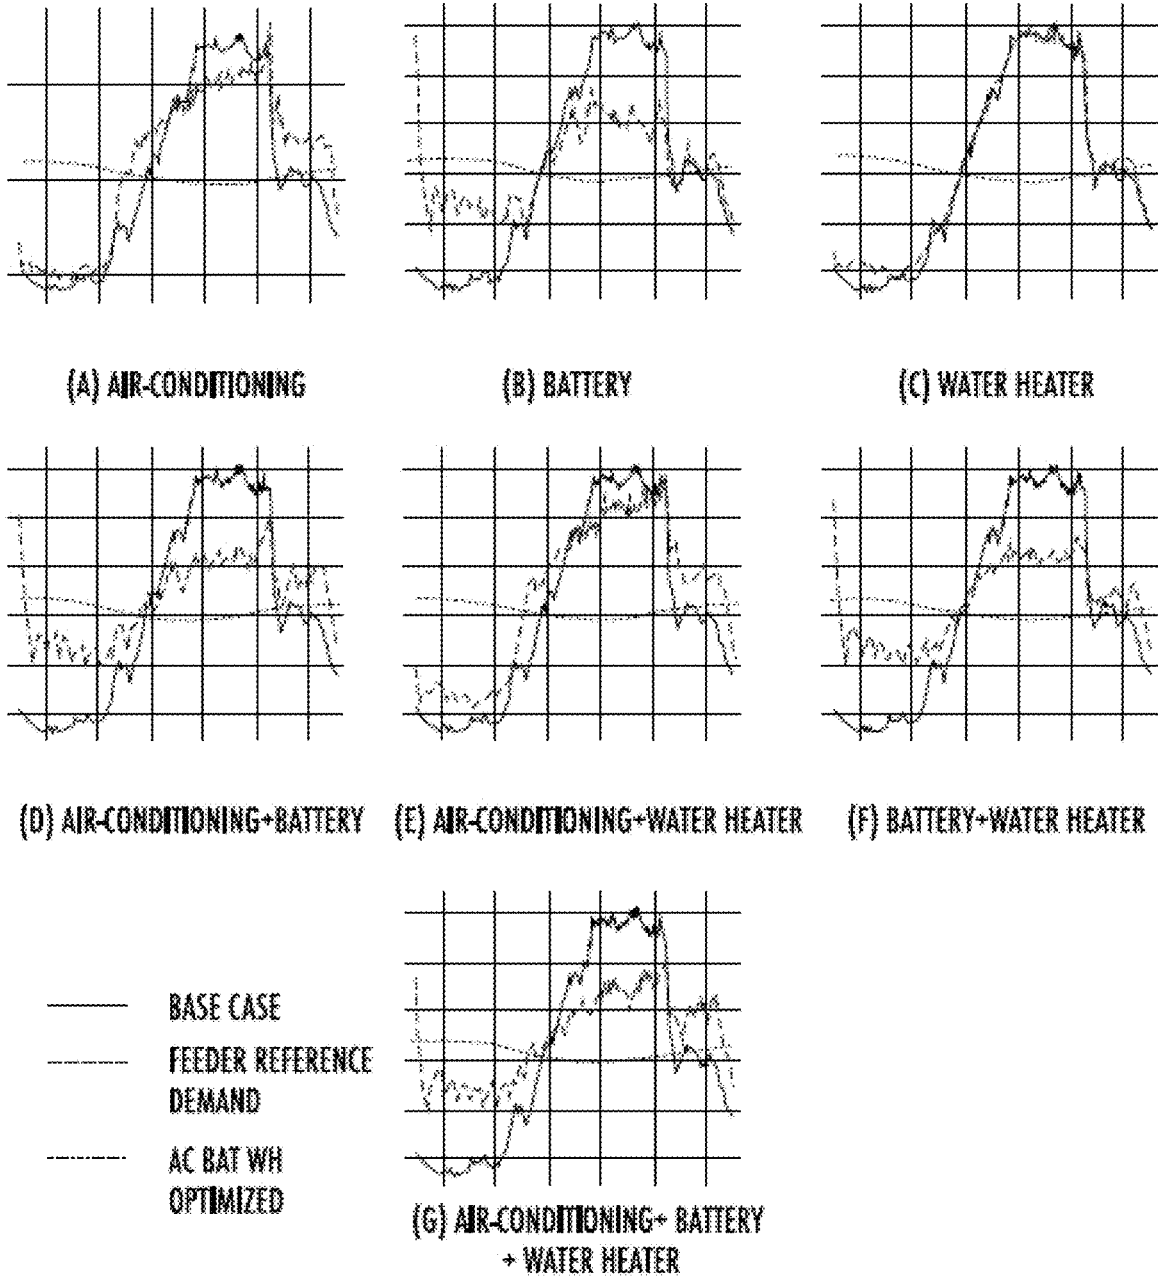 (A) AIR-CONDITIONING
(B) BATTERY
(C) WATER HEATER
(D) AIR-CONDITIONING+BATTERY
(E) AIR-CONDITIONING+WATER HEATER
(F) BATTERY+WATER HEATER
BASE CASE
FEEDER REFERENCE
DEMAND
AC BAT WH
OPTIMIZED
(G) AIR-CONDITIONING+ BATTERY
+ WATER HEATER